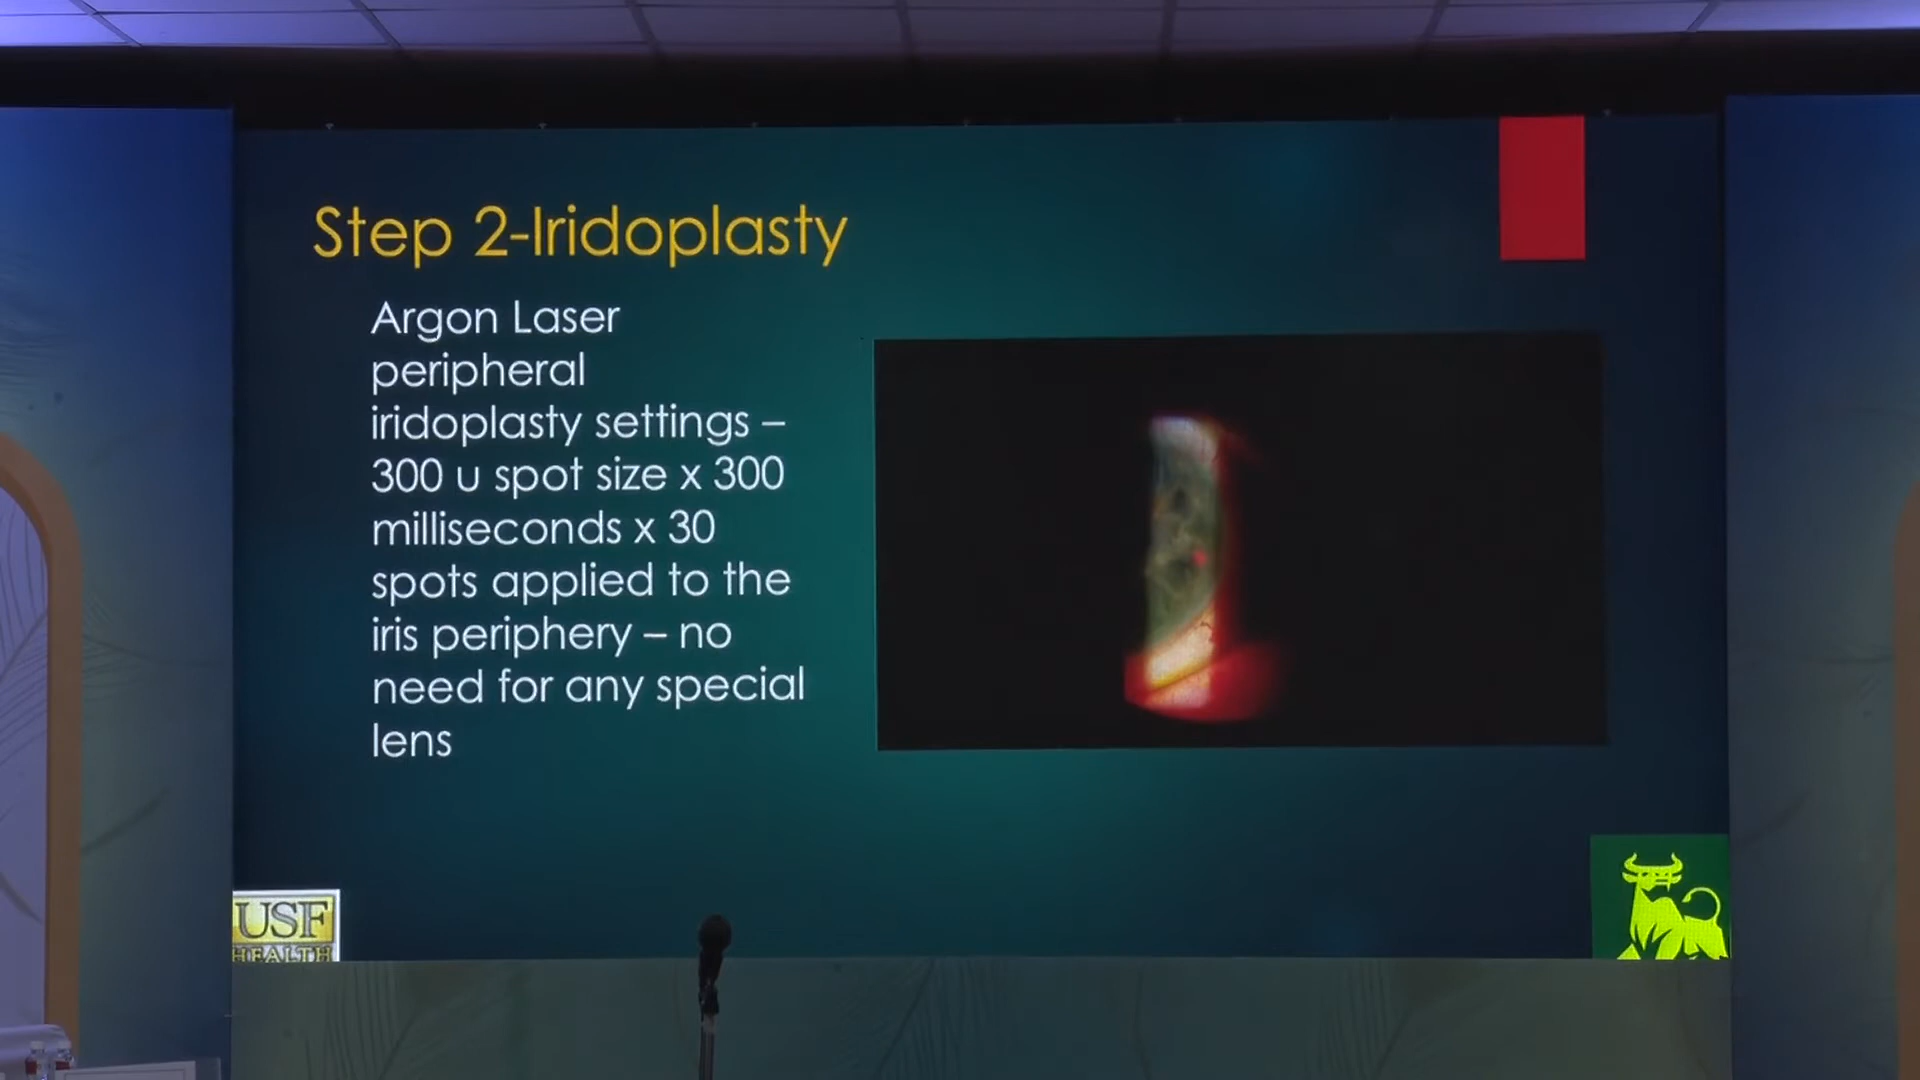 Step 2-Iridoplasty
Argon Laser
peripheral
iridoplasty settings –
300 u spot size x 300
milliseconds x 30
spots applied to the
iris periphery – no
need for any special
lens
USF
HEALTH